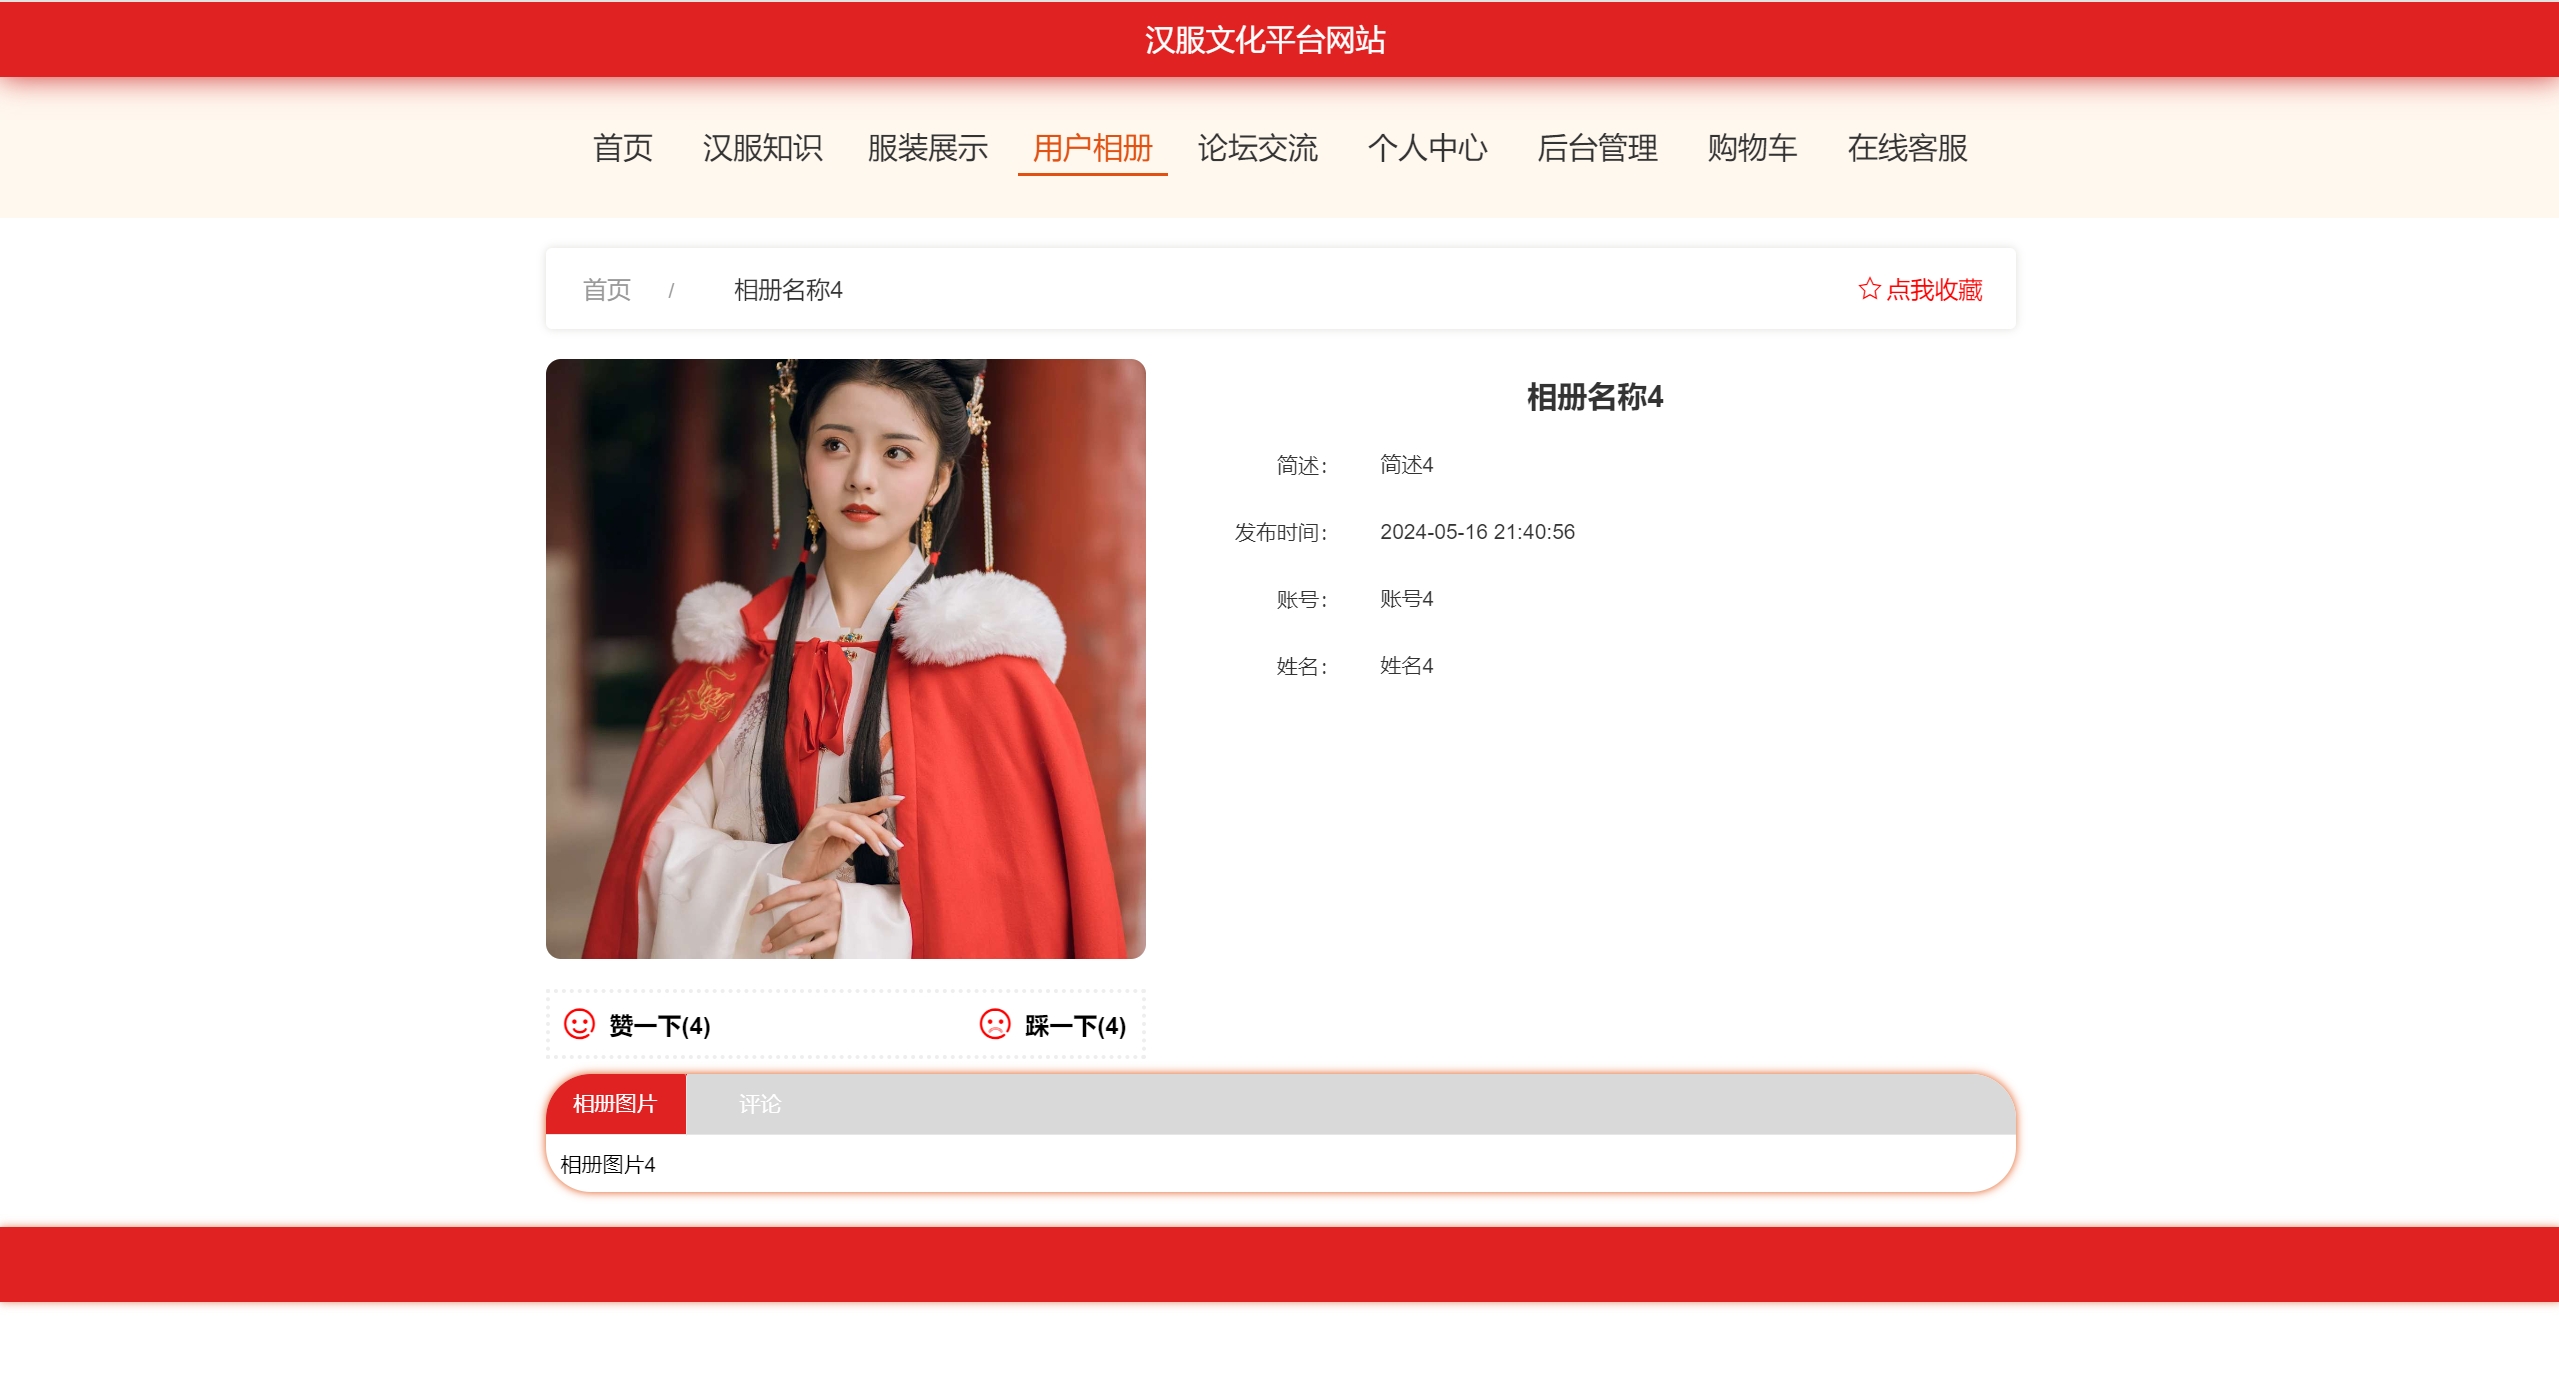 汉服文化平台网站
首页 汉服知识 服装展示 用户相册 论坛交流 个人中心 后台管理 购物车 在线客服
首页 / 相册名称4 点我收藏
相册名称4
简述： 简述4
发布时间： 2024-05-16 21:40:56
账号： 账号4
姓名： 姓名4
赞一下(4) 踩一下(4)
相册图片 评论
相册图片4